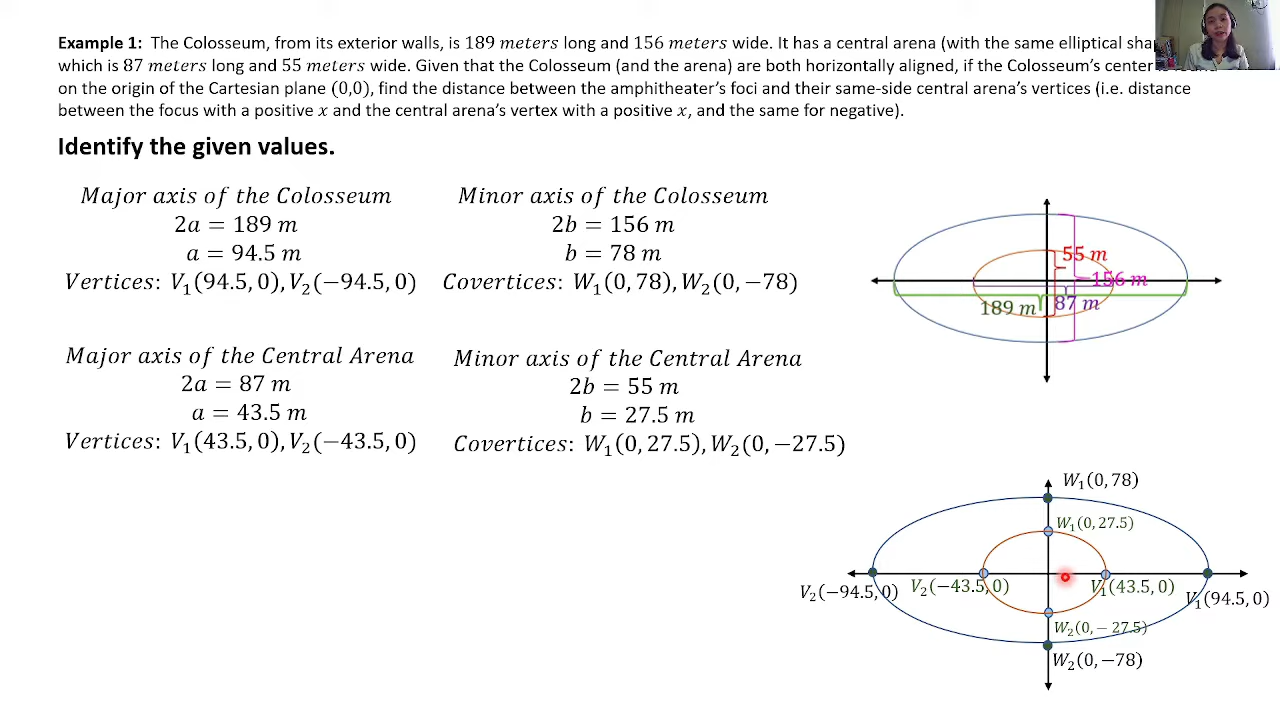 Example 1: The Colosseum, from its exterior walls, is 189 meters long and 156 meters wide. It has a central arena (with the same elliptical
which is 87 meters long and 55 meters wide. Given that the Colosseum (and the arena) are both horizontally aligned, if the Colosseum's center
on the origin of the Cartesian plane (0,0), find the distance between the amphitheater's foci and their same-side central arena's vertices (i.e. distance
between the focus with a positive x and the central arena's vertex with a positive x, and the same for negative).
Identify the given values.
Major axis of the Colosseum
2a = 189 m
a = 94.5 m
Vertices: V₁(94.5, 0), V₂(−94.5, 0)
Minor axis of the Colosseum
2b = 156 m
b = 78 m
Covertices: W₁(0, 78), W₂(0, −78)
55 m
156 m
189 m
87 m
Major axis of the Central Arena
2a = 87 m
a = 43.5 m
Vertices: V₁(43.5, 0), V₂(−43.5, 0)
Minor axis of the Central Arena
2b = 55 m
b = 27.5 m
Covertices: W₁(0, 27.5), W₂(0, −27.5)
W₁(0, 78)
W₁(0, 27.5)
V₂(−94.5, 0)
V₂(−43.5, 0)
V₁(43.5, 0)
V₁(94.5, 0)
W₂(0, − 27.5)
W₂(0, −78)